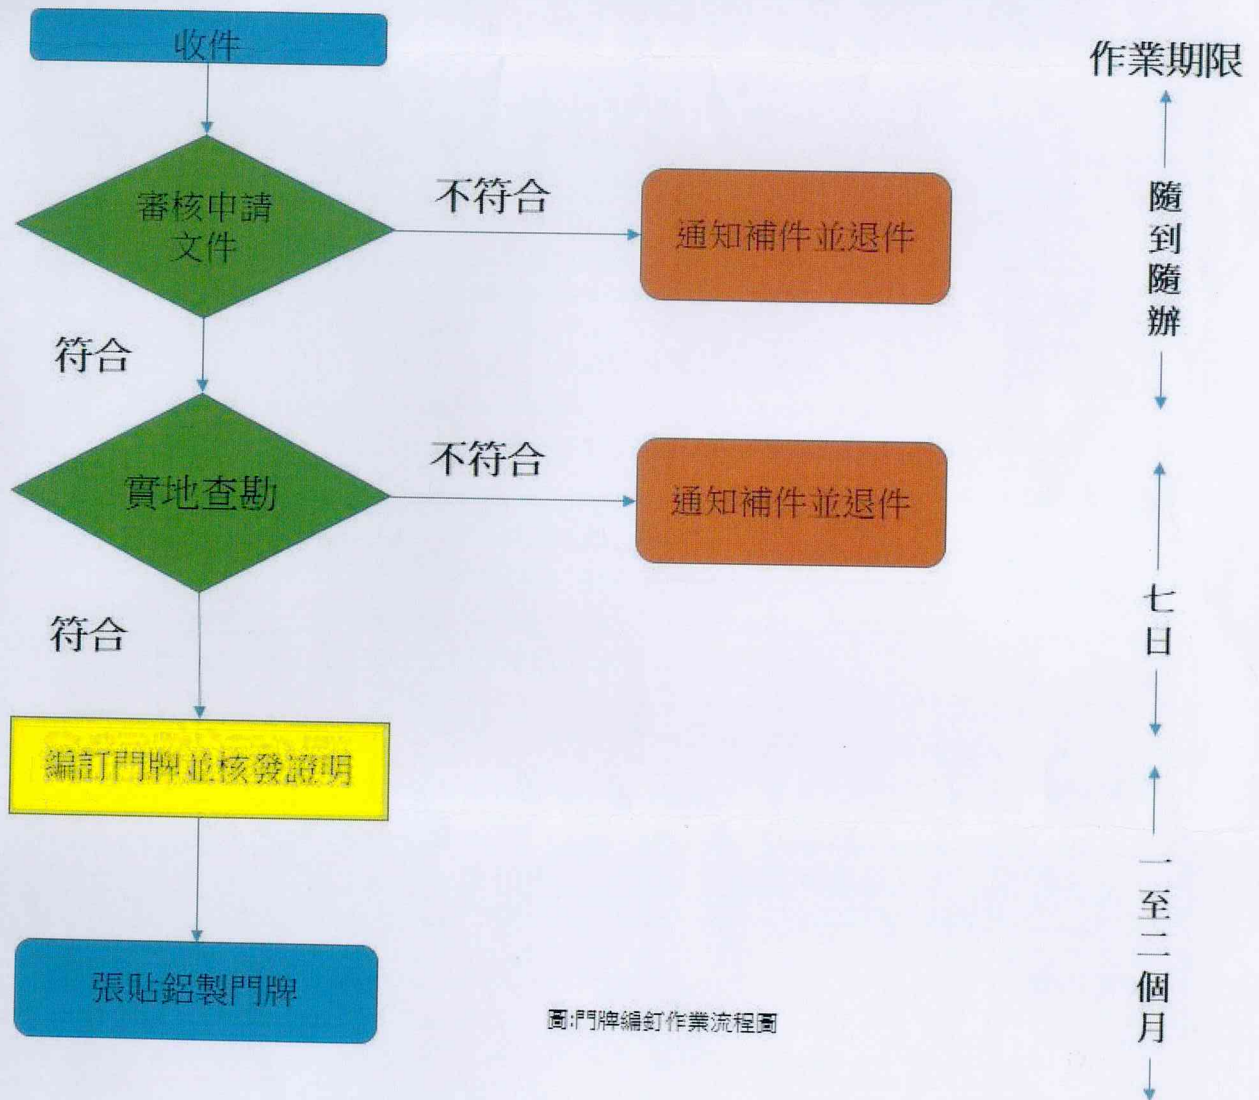 收件
作業期限
審核申請
文件
不符合
通知補件並退件
隨到隨辦
符合
實地查勘
不符合
通知補件並退件
七日
符合
編訂門牌並核發證明
一至二個月
張貼鋁製門牌
圖:門牌編釘作業流程圖